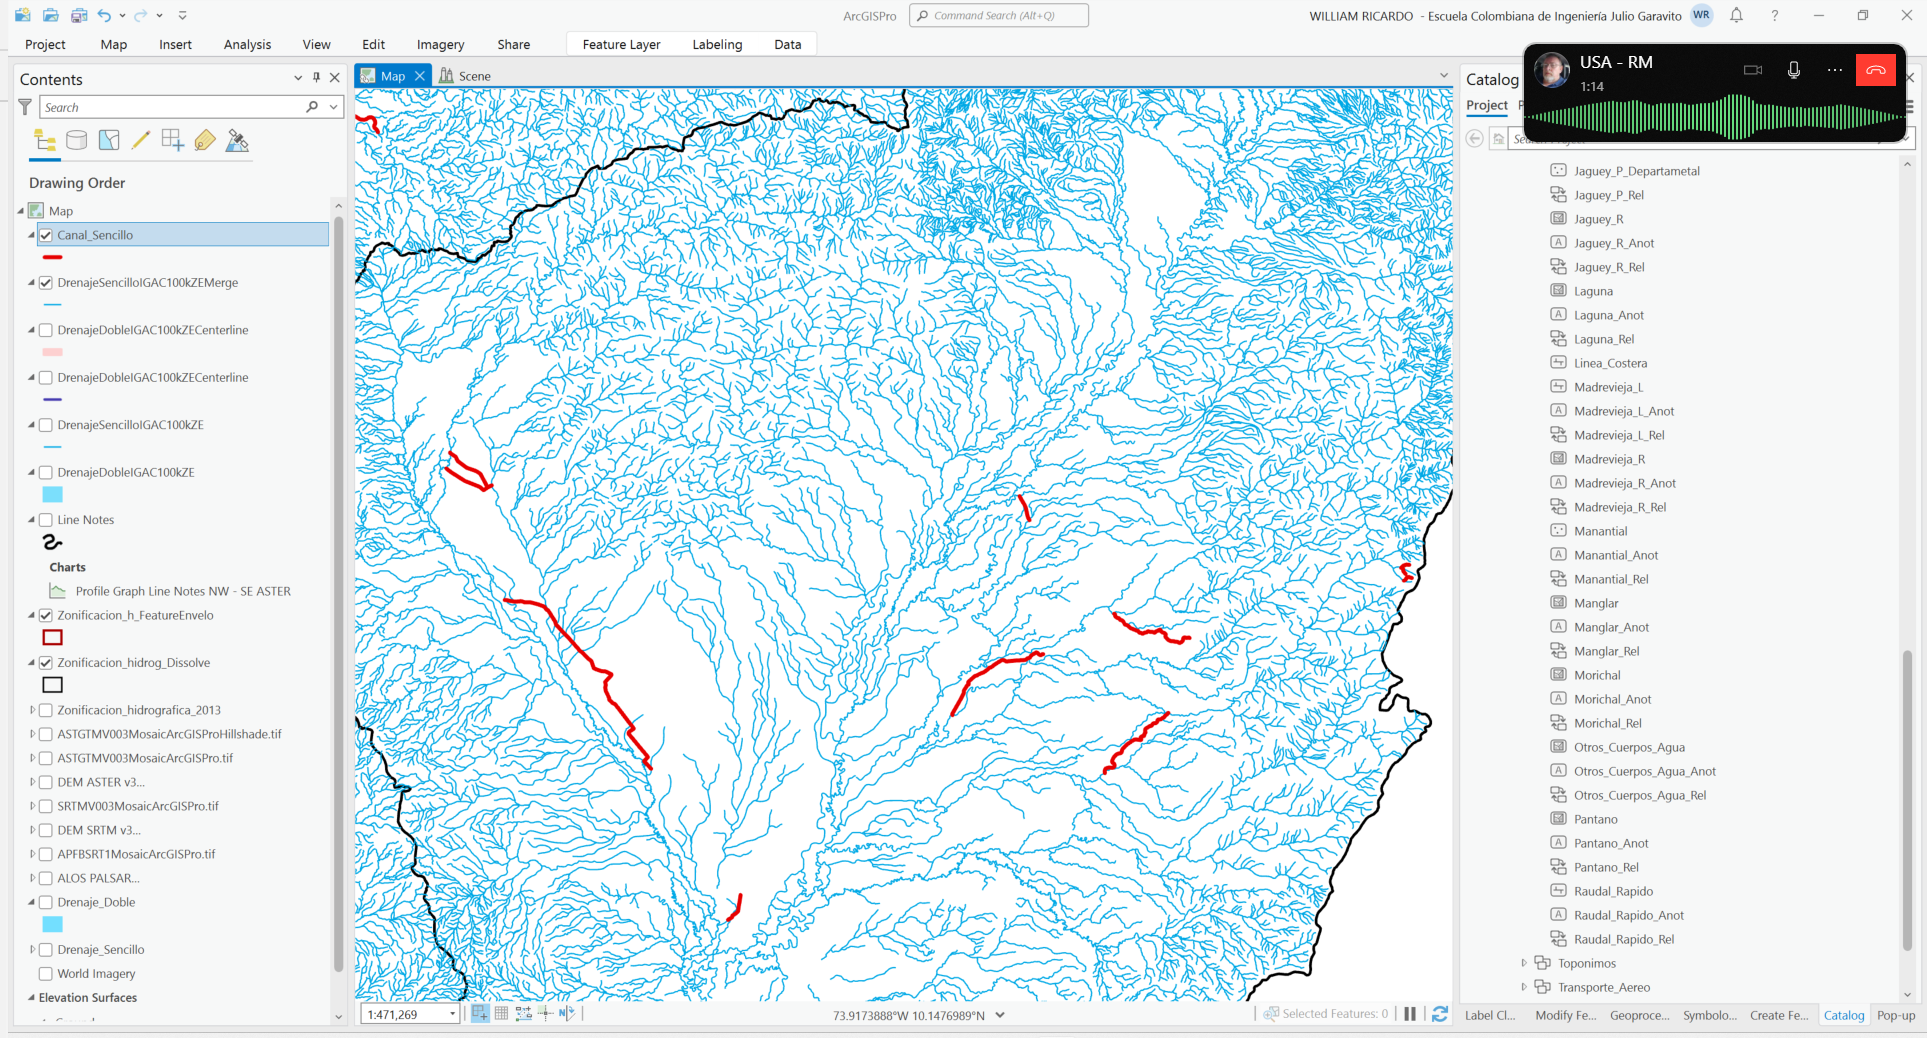 ArcGISPro
Command Search (Alt+Q)
WILLIAM RICARDO - Escuela Colombiana de Ingeniería Julio Garavito
WR
?
Project
Map
Insert
Analysis
View
Edit
Imagery
Share
Feature Layer
Labeling
Data
USA - RM
1:14
Contents
Search
Drawing Order
Map
Canal_Sencillo
DrenajeSencilloIGAC100kZEMerge
DrenajeDobleIGAC100kZECenterline
DrenajeDobleIGAC100kZECenterline
DrenajeSencilloIGAC100kZE
DrenajeDobleIGAC100kZE
Line Notes
Charts
Profile Graph Line Notes NW - SE ASTER
Zonificacion_h_FeatureEnvelo
Zonificacion_hidrog_Dissolve
Zonificacion_hidrografica_2013
ASTGTMV003MosaicArcGISProHillshade.tif
ASTGTMV003MosaicArcGISPro.tif
DEM ASTER v3...
SRTMV003MosaicArcGISPro.tif
DEM SRTM v3...
APFBSRT1MosaicArcGISPro.tif
ALOS PALSAR...
Drenaje_Doble
Drenaje_Sencillo
World Imagery
Elevation Surfaces
Map
Scene
1:471,269
73.9173888°W 10.1476989°N
Selected Features: 0
Catalog
Project
Jaguey_P_Departametal
Jaguey_P_Rel
Jaguey_R
Jaguey_R_Anot
Jaguey_R_Rel
Laguna
Laguna_Anot
Laguna_Rel
Linea_Costera
Madrevieja_L
Madrevieja_L_Anot
Madrevieja_L_Rel
Madrevieja_R
Madrevieja_R_Anot
Madrevieja_R_Rel
Manantial
Manantial_Anot
Manantial_Rel
Manglar
Manglar_Anot
Manglar_Rel
Morichal
Morichal_Anot
Morichal_Rel
Otros_Cuerpos_Agua
Otros_Cuerpos_Agua_Anot
Otros_Cuerpos_Agua_Rel
Pantano
Pantano_Anot
Pantano_Rel
Raudal_Rapido
Raudal_Rapido_Anot
Raudal_Rapido_Rel
Toponimos
Transporte_Aereo
Label Cl...
Modify Fe...
Geoproce...
Symbolo...
Create Fe...
Catalog
Pop-up